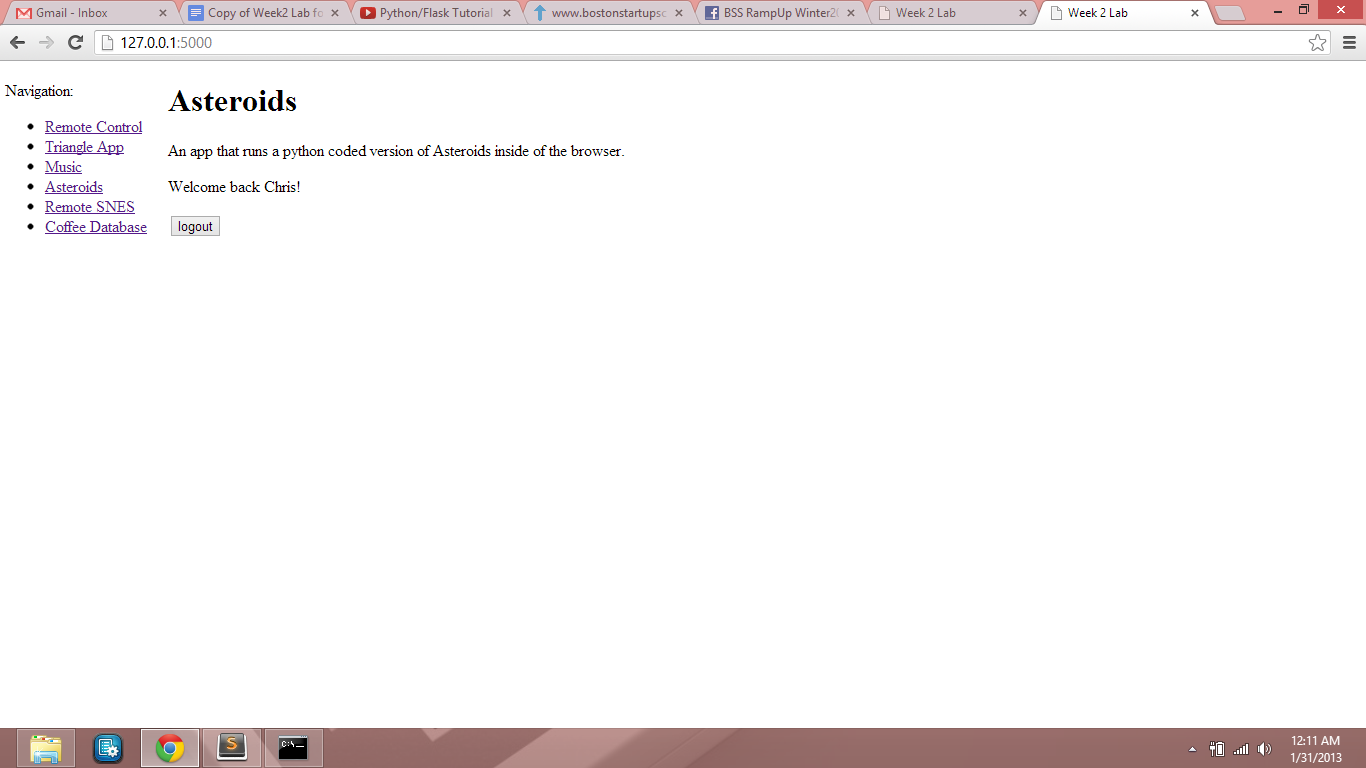 Gmail - Inbox
Copy of Week2 Lab fo
Python/Flask Tutorial
www.bostonstartupsc
BSS RampUp Winter20
Week 2 Lab
Week 2 Lab
127.0.0.1:5000
Navigation:
Remote Control
Triangle App
Music
Asteroids
Remote SNES
Coffee Database
Asteroids
An app that runs a python coded version of Asteroids inside of the browser.
Welcome back Chris!
logout
C:\_
12:11 AM
1/31/2013